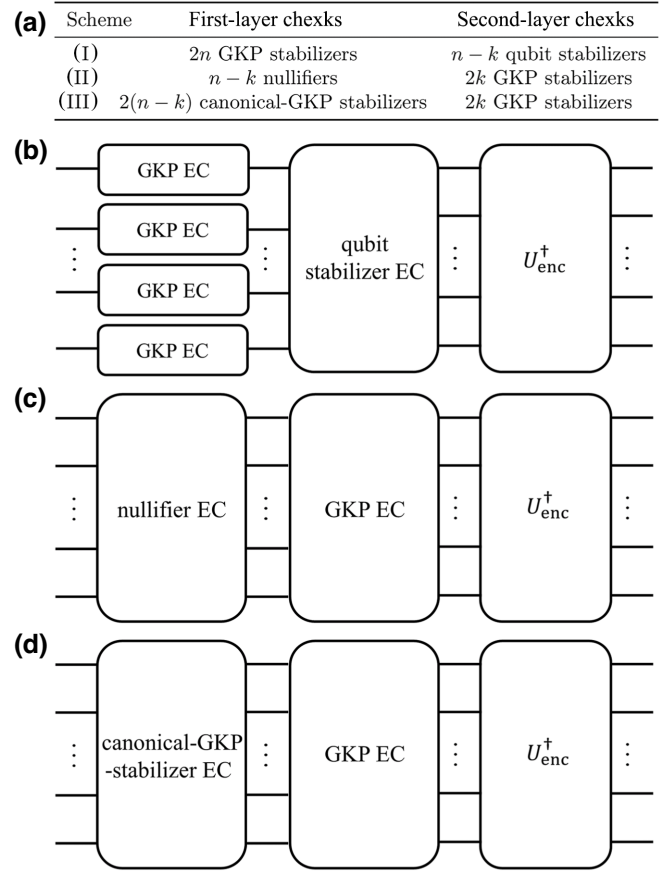 (a) Scheme First-layer chexks Second-layer chexks
(I) 2n GKP stabilizers n − k qubit stabilizers
(II) n − k nullifiers 2k GKP stabilizers
(III) 2(n − k) canonical-GKP stabilizers 2k GKP stabilizers
(b)
GKP EC
GKP EC
GKP EC
GKP EC
qubit
stabilizer EC
U†enc
(c)
nullifier EC
GKP EC
U†enc
(d)
canonical-GKP
-stabilizer EC
GKP EC
U†enc